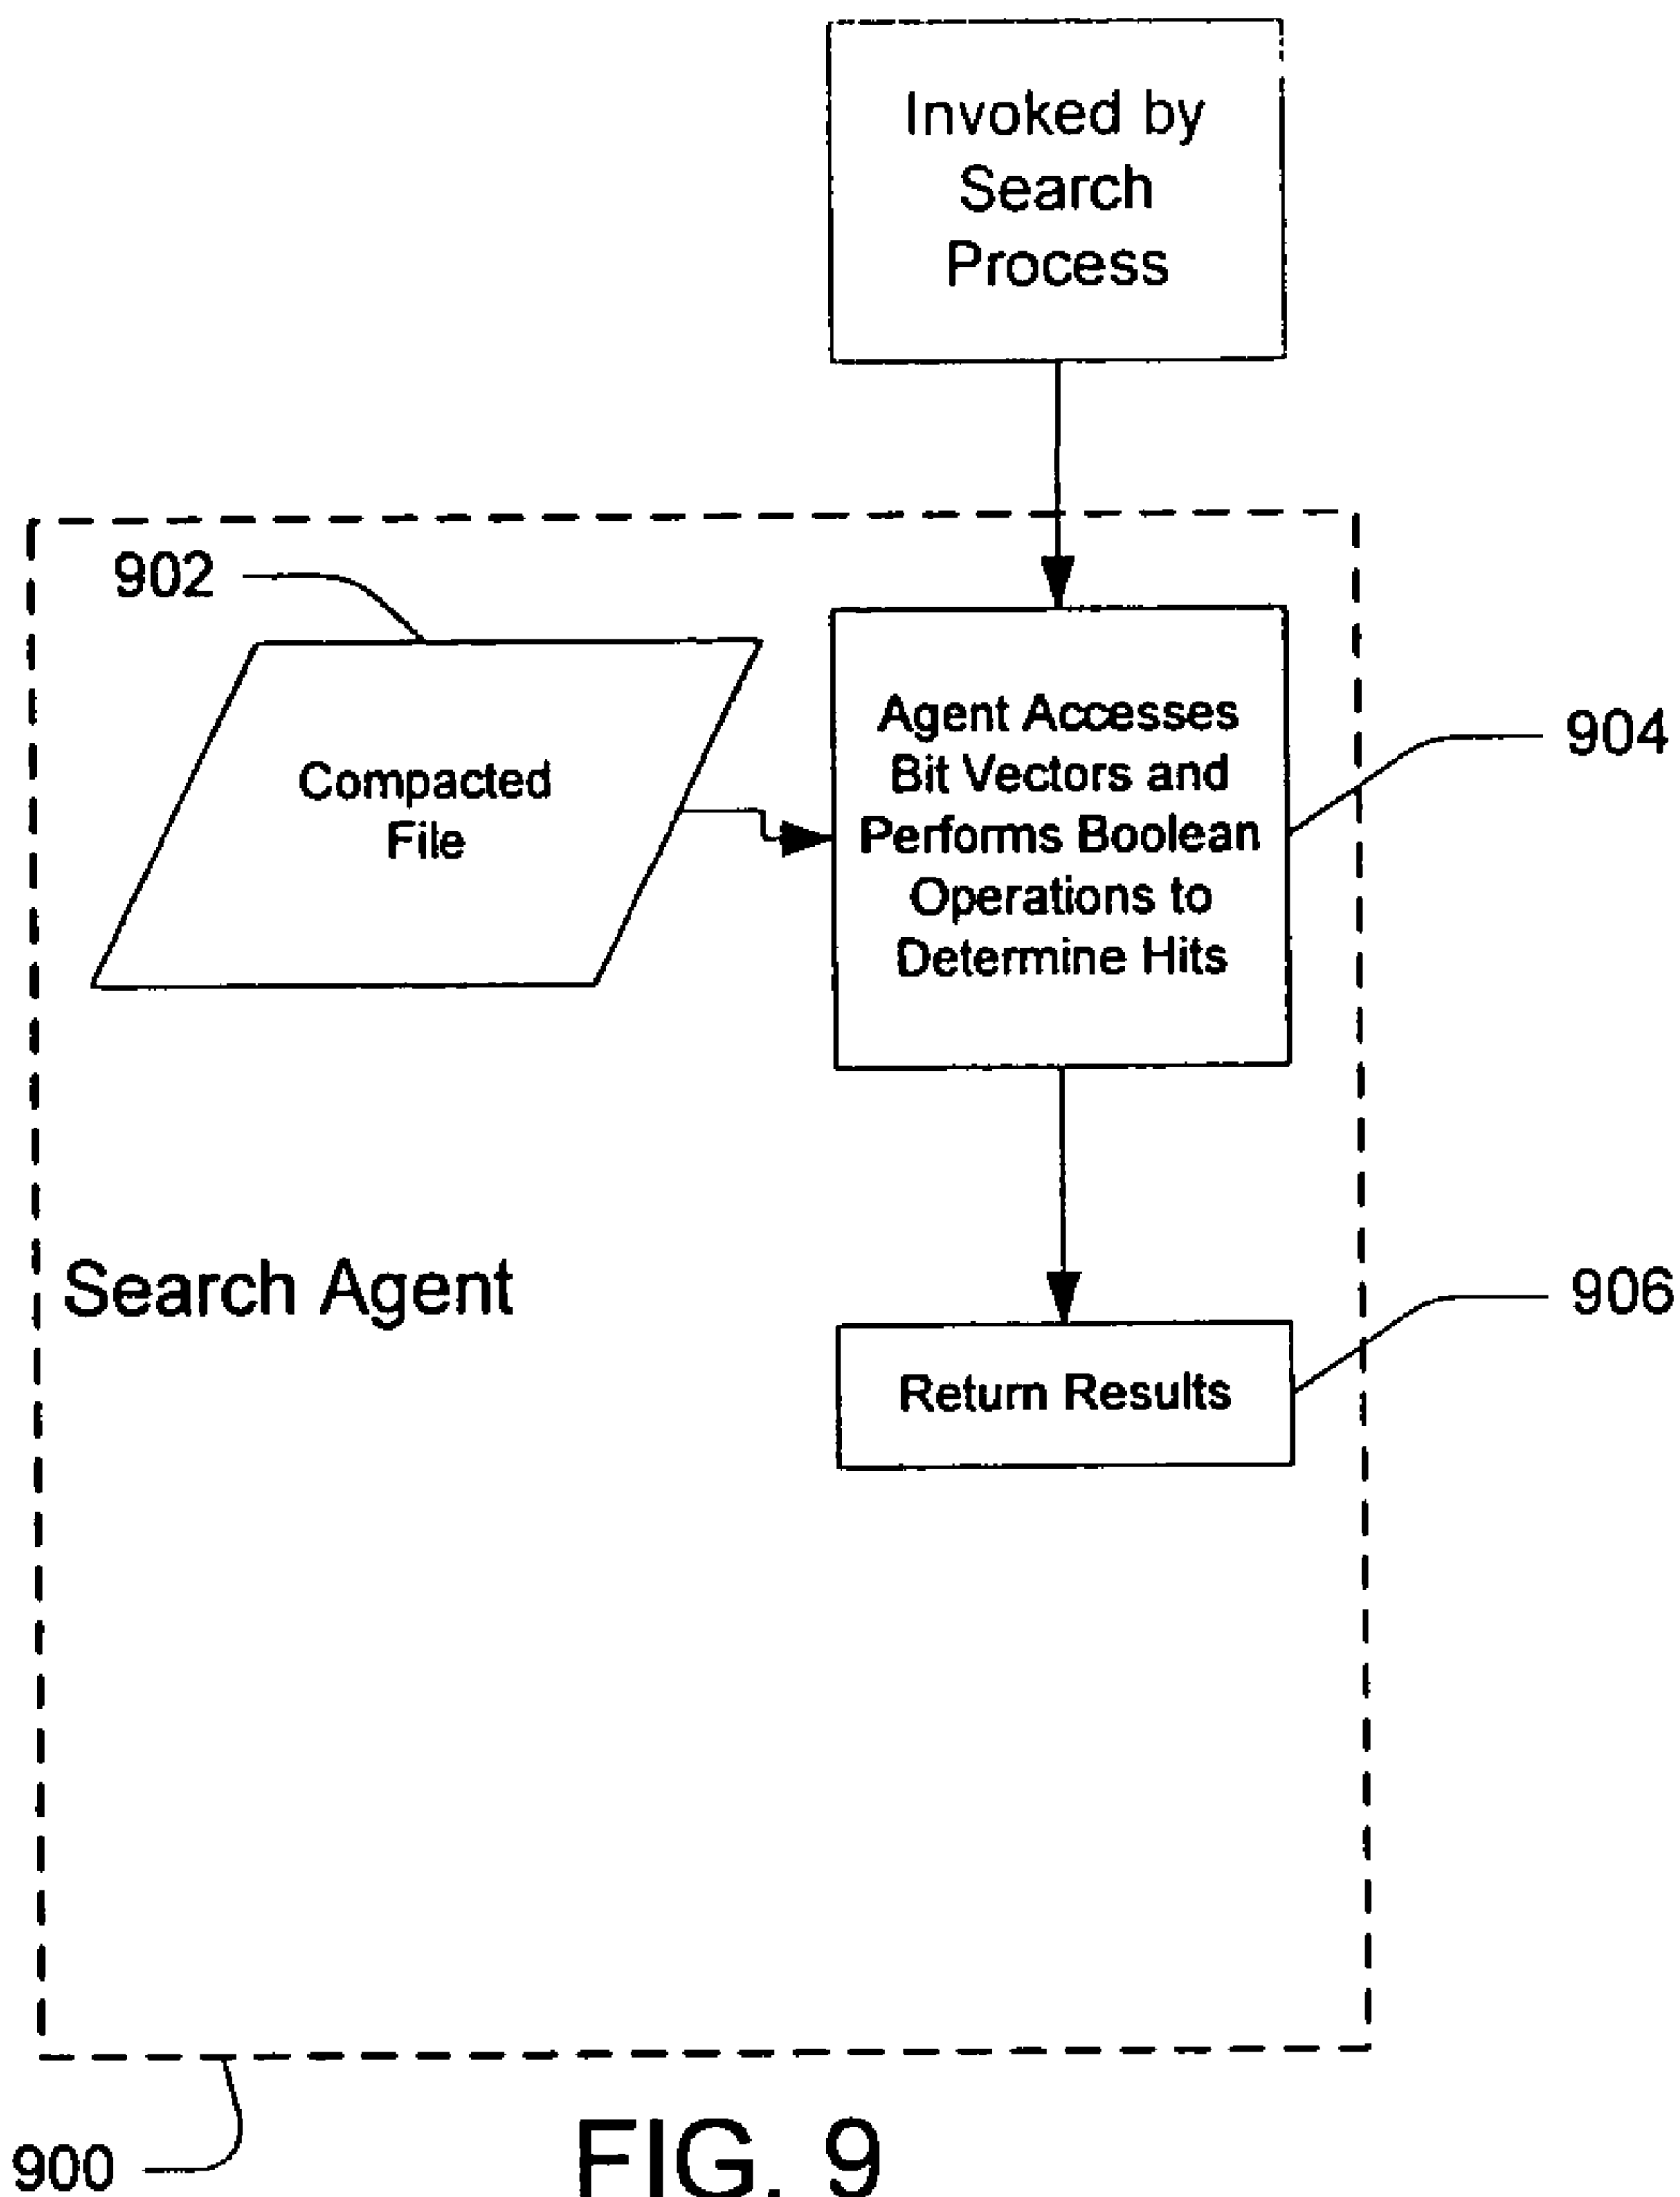 Invoked by
Search
Process
902
Compacted
File
Agent Accesses
Bit Vectors and
Performs Boolean
Operations to
Determine Hits
904
Search Agent
Return Results
906
900
FIG. 9